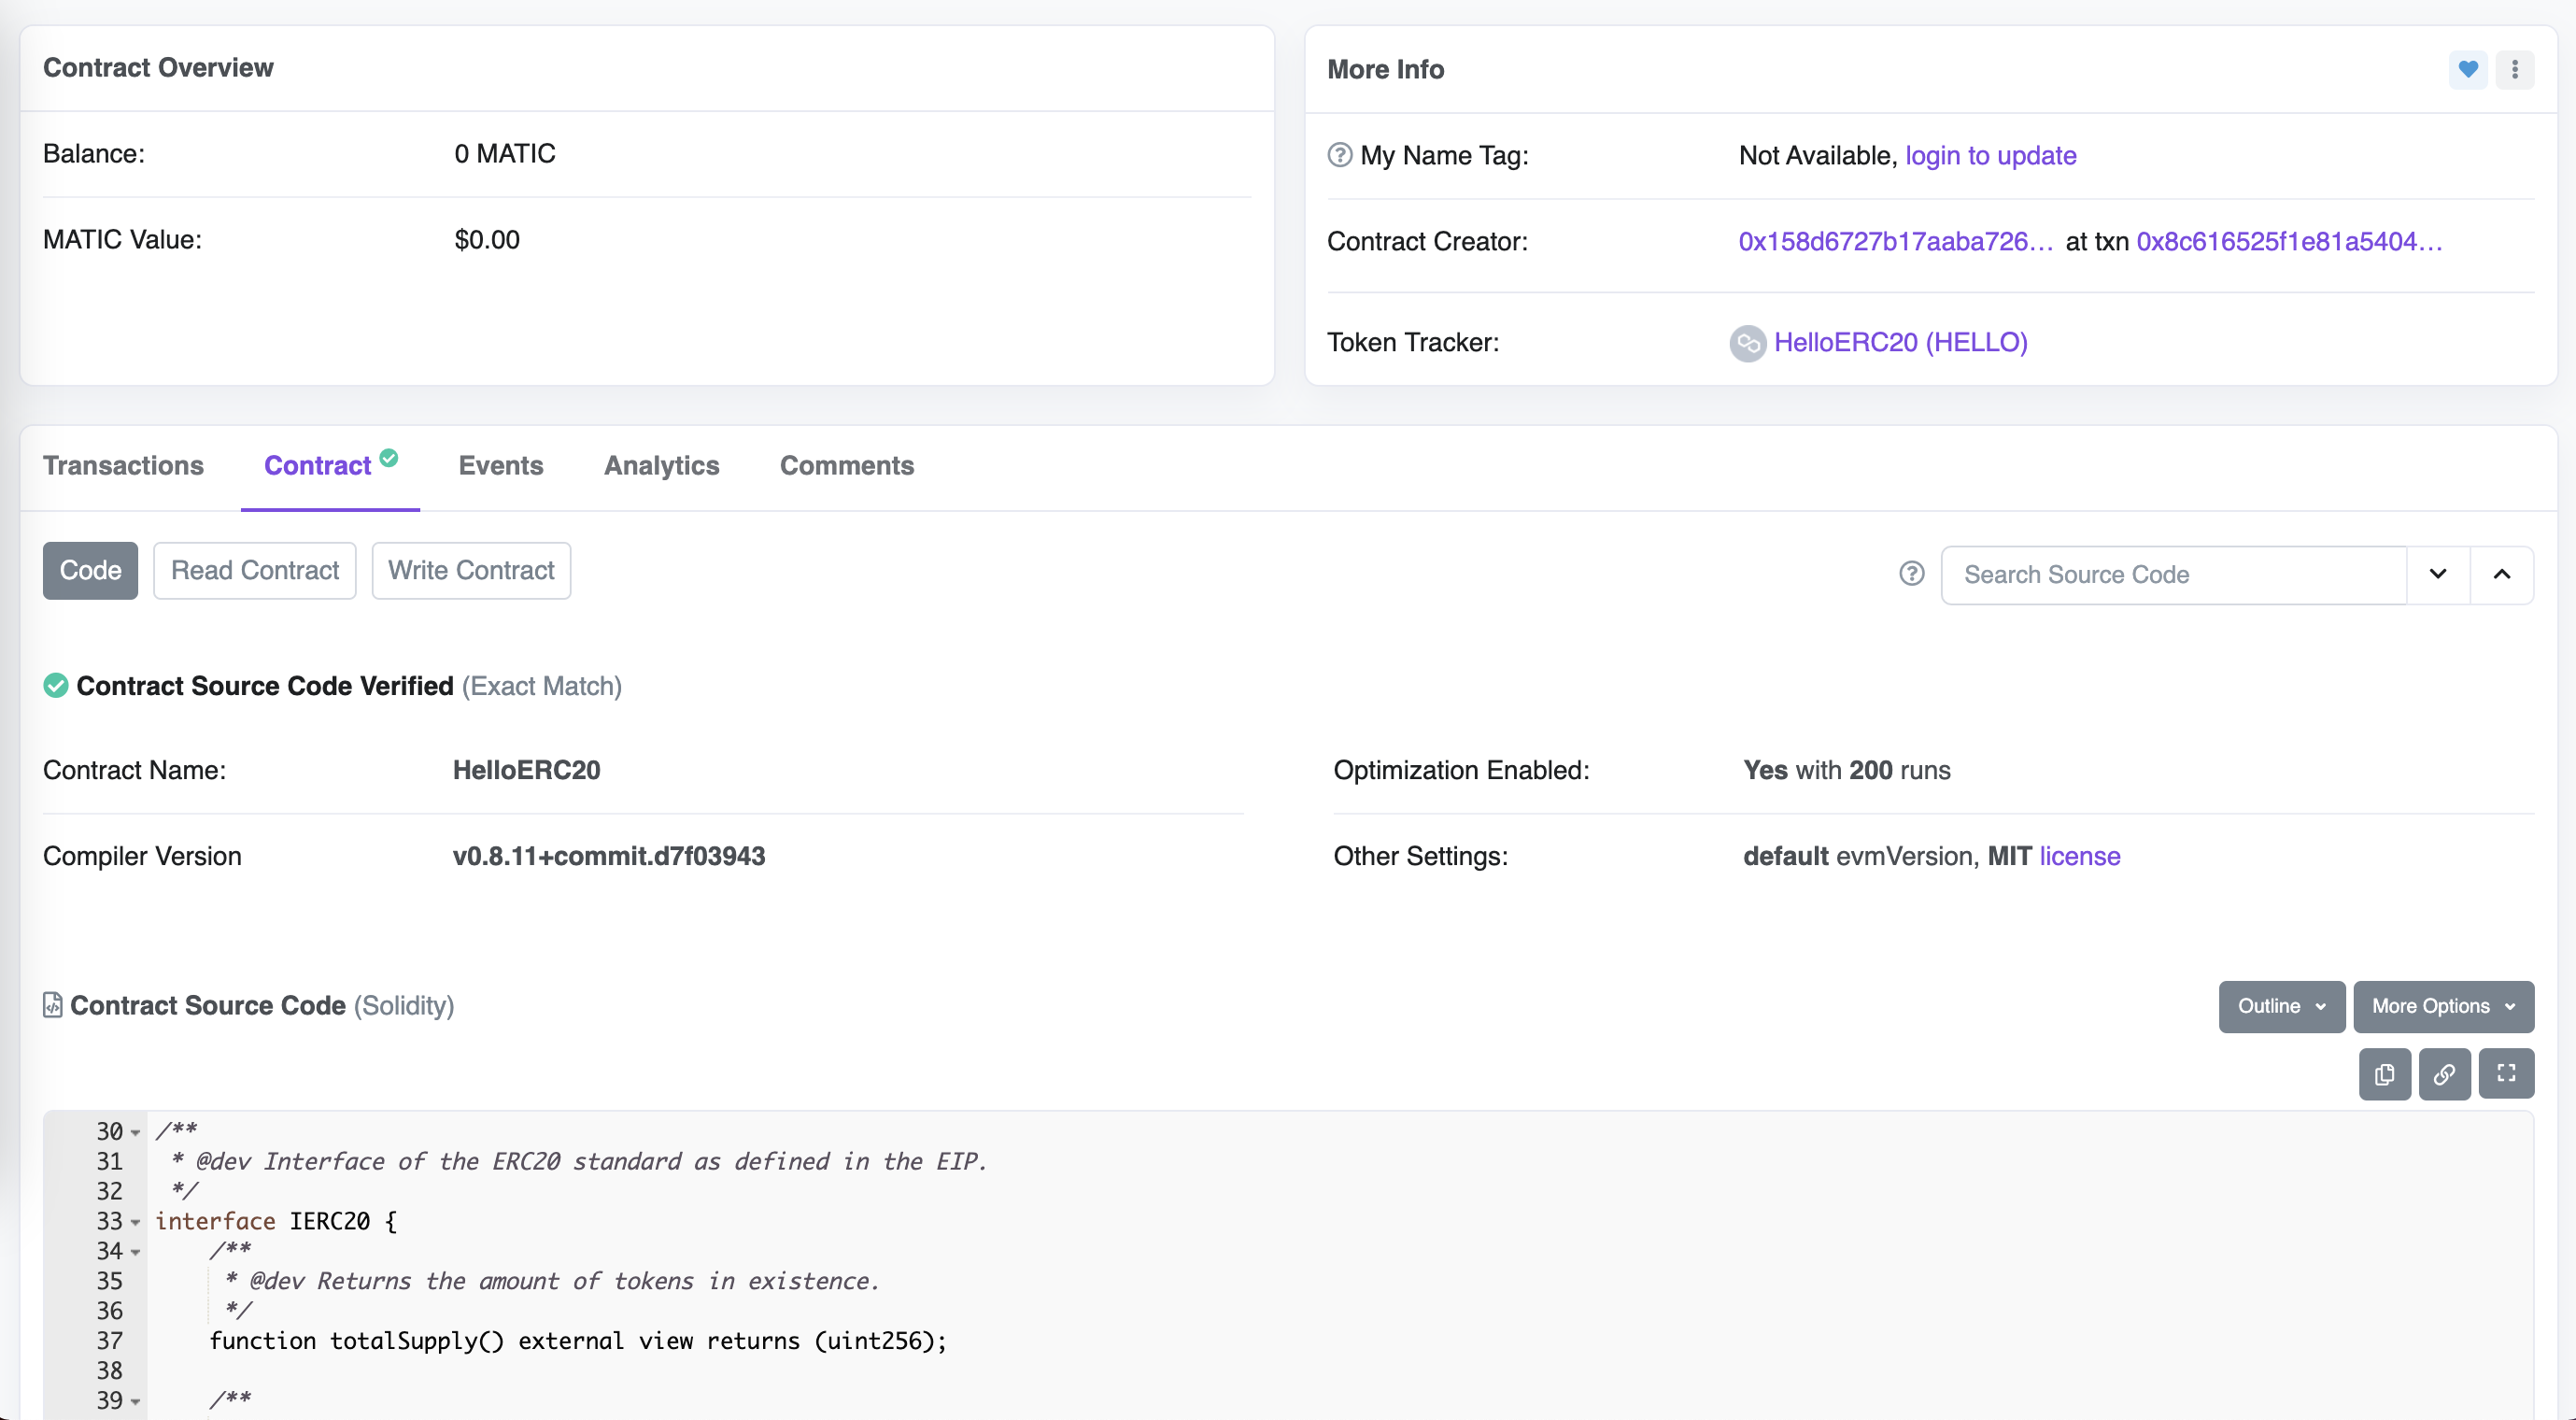 Contract Overview
Balance: 0 MATIC
MATIC Value: $0.00
More Info
My Name Tag: Not Available, login to update
Contract Creator: 0x158d6727b17aaba726... at txn 0x8c616525f1e81a5404...
Token Tracker: HelloERC20 (HELLO)
Transactions Contract Events Analytics Comments
Code Read Contract Write Contract Search Source Code
Contract Source Code Verified (Exact Match)
Contract Name: HelloERC20 Optimization Enabled: Yes with 200 runs
Compiler Version v0.8.11+commit.d7f03943 Other Settings: default evmVersion, MIT license
Contract Source Code (Solidity) Outline More Options
30 /**
31 * @dev Interface of the ERC20 standard as defined in the EIP.
32 */
33 interface IERC20 {
34 /**
35 * @dev Returns the amount of tokens in existence.
36 */
37 function totalSupply() external view returns (uint256);
38
39 /**